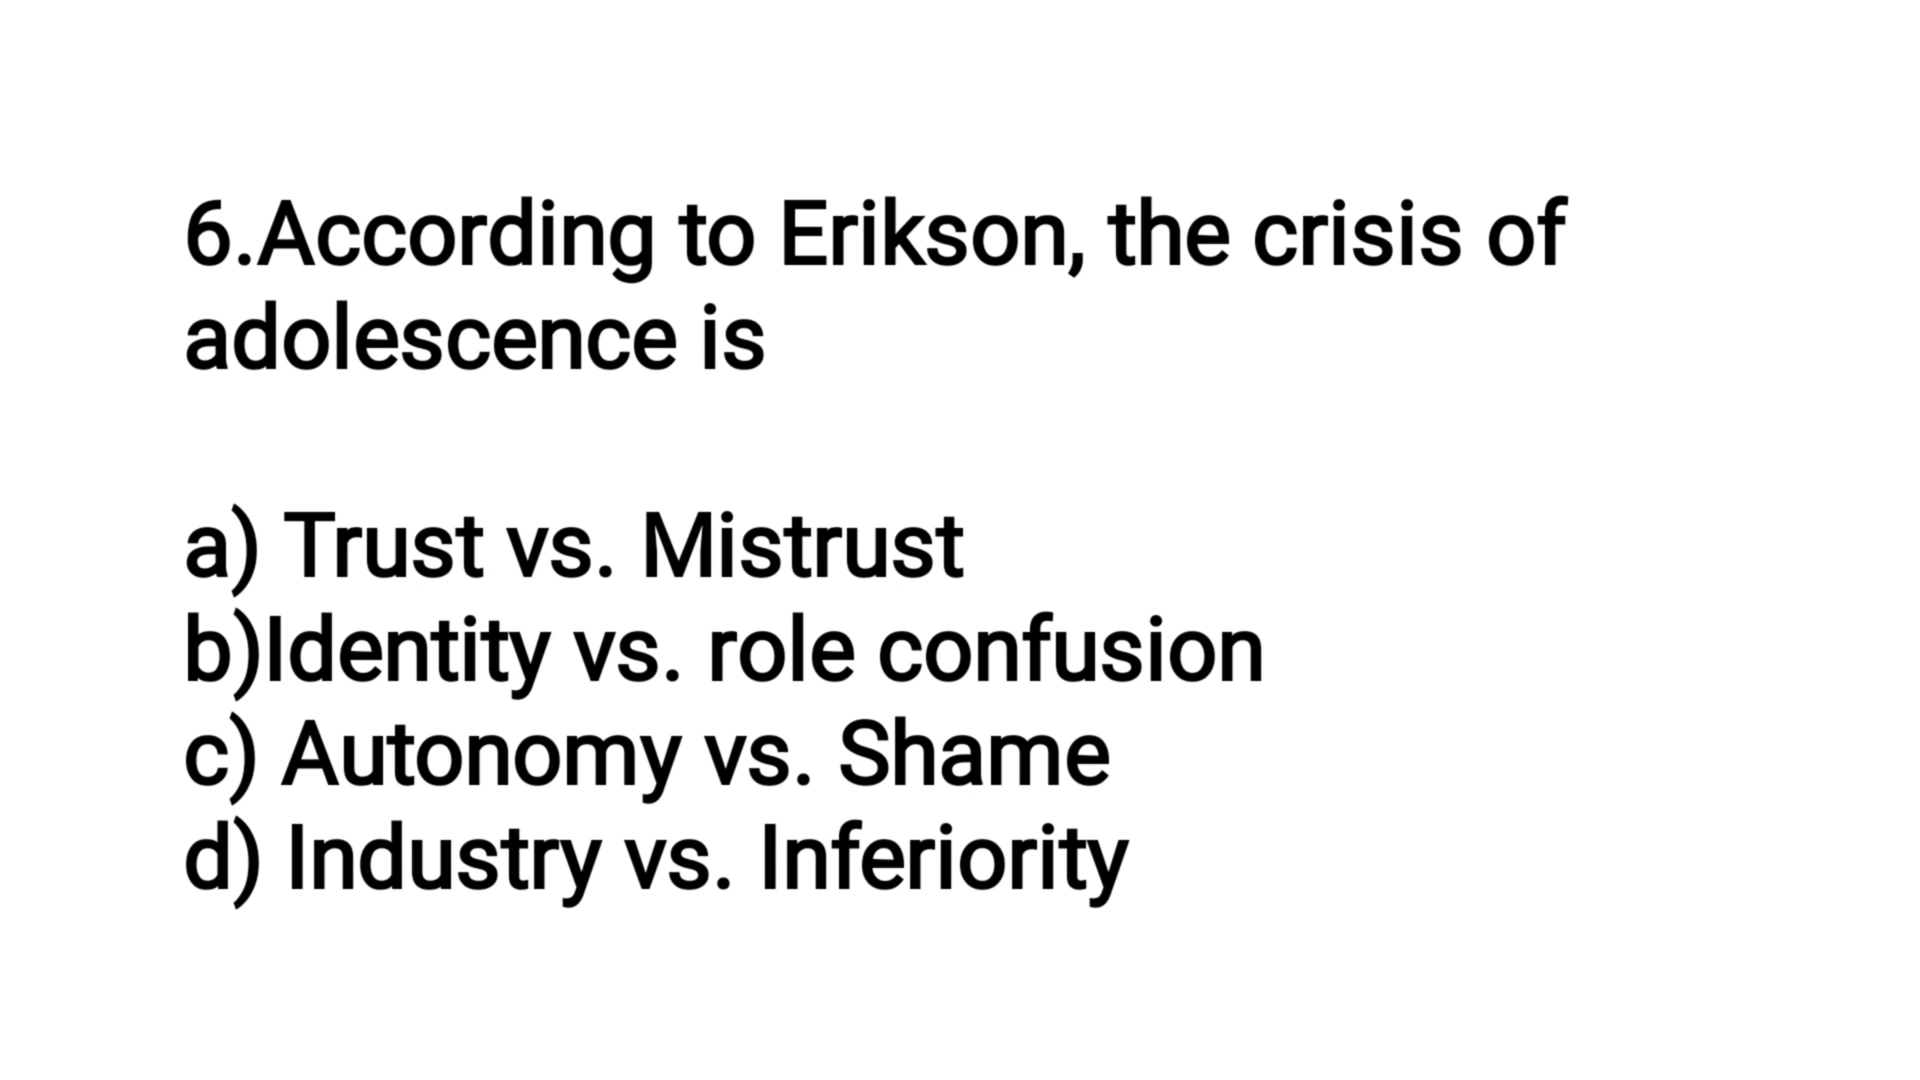 6.According to Erikson, the crisis of
adolescence is
a) Trust vs. Mistrust
b)Identity vs. role confusion
c) Autonomy vs. Shame
d) Industry vs. Inferiority